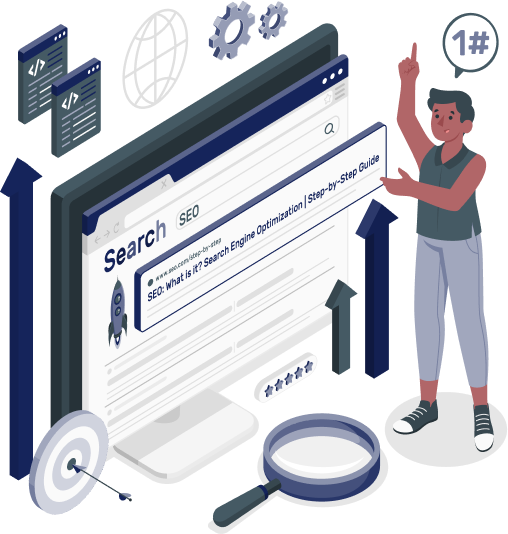 1#
</>
</>
SEO
Search
www.seo.com/step-by-step
SEO: What is it? Search Engine Optimization | Step-by-Step Guide